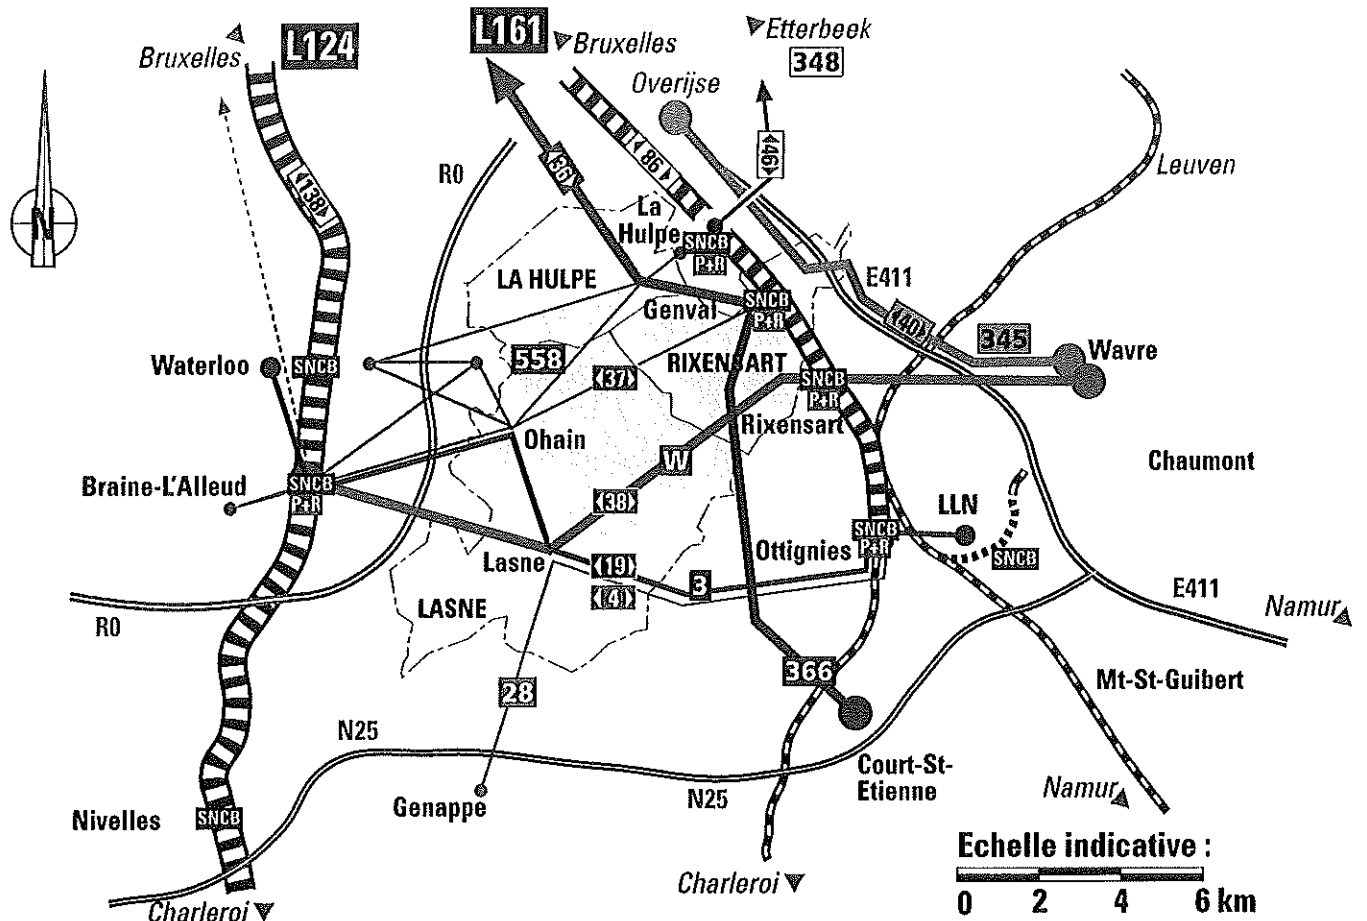 L124
L161
Bruxelles
Bruxelles
Etterbeek
348
Overijse
R0
36
86
46
138
Leuven
N
La
Hulpe
SNCB
P+R
LA HULPE
E411
Genval
SNCB
P+R
40
345
Wavre
Waterloo
SNCB
558
RIXENSART
37
SNCB
P+R
Rixensart
Ohain
W
Chaumont
Braine-L'Alleud
SNCB
P+R
38
LLN
SNCB
P+R
Ottignies
SNCB
Lasne
19
3
4
E411
LASNE
Namur
R0
366
Mt-St-Guibert
28
N25
Court-St-
Etienne
Namur
Genappe
N25
Nivelles
SNCB
Echelle indicative :
0 2 4 6 km
Charleroi
Charleroi